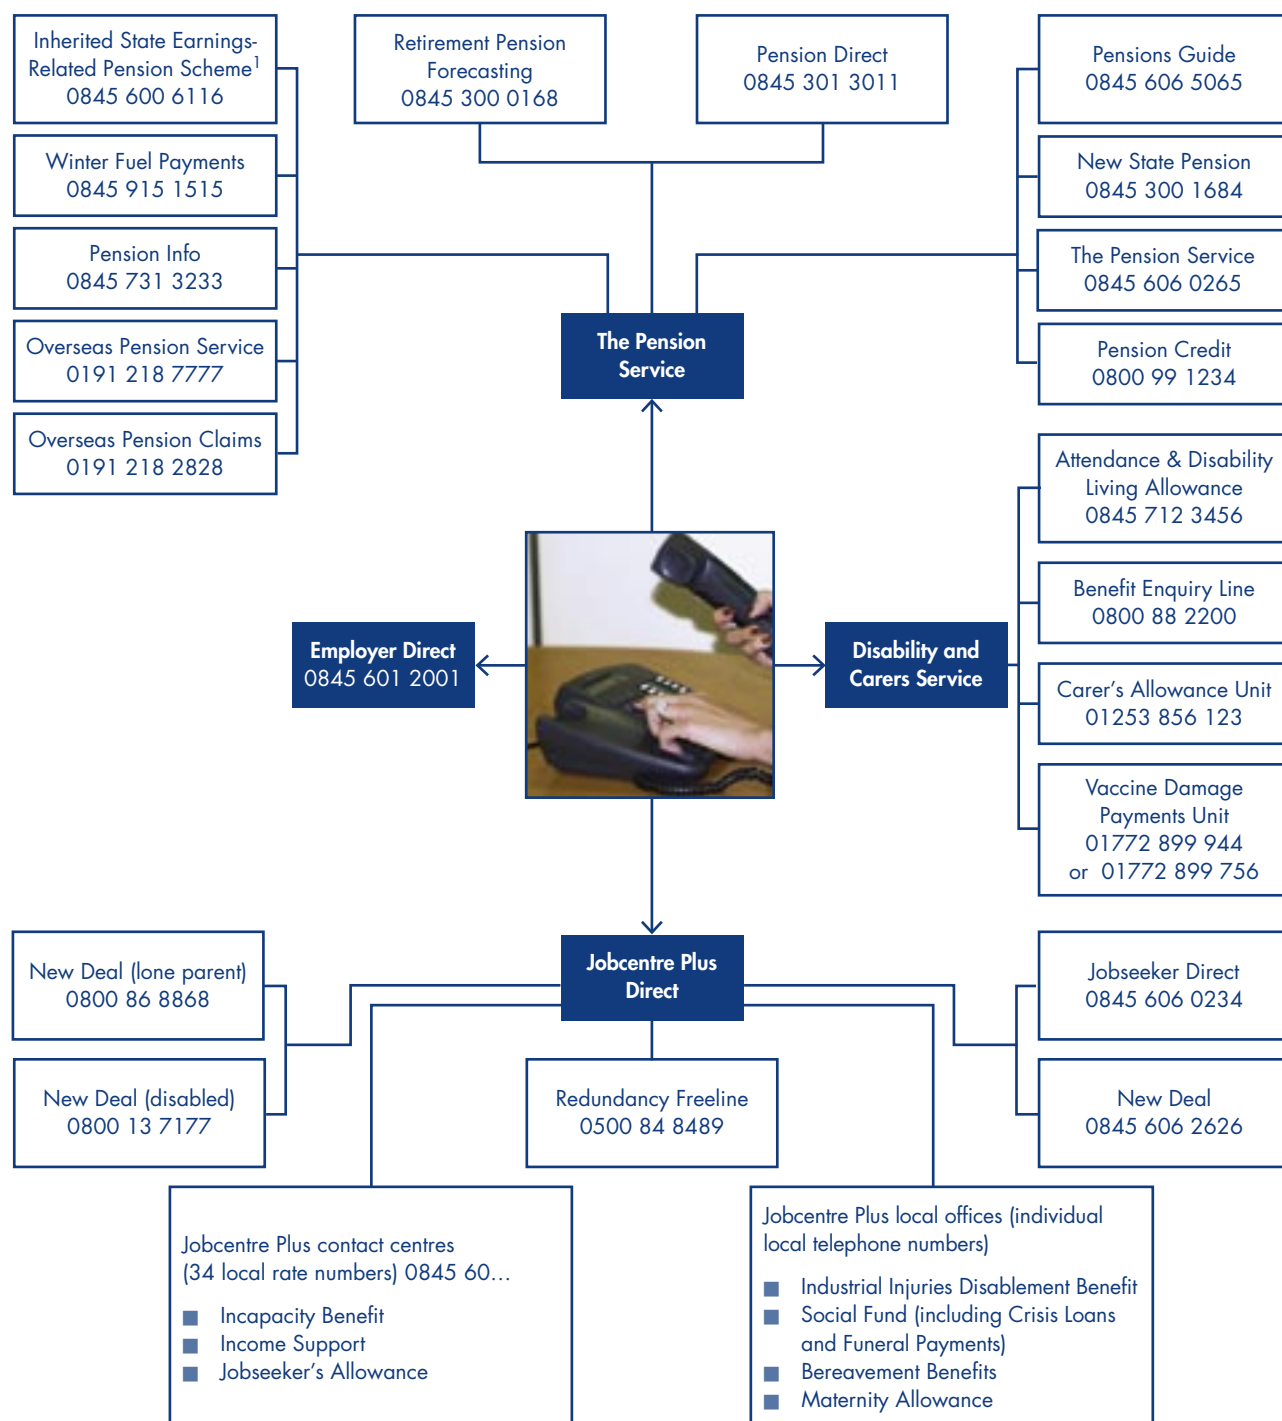 Inherited State Earnings-
Related Pension Scheme1
0845 600 6116
Winter Fuel Payments
0845 915 1515
Pension Info
0845 731 3233
Overseas Pension Service
0191 218 7777
Overseas Pension Claims
0191 218 2828
Retirement Pension
Forecasting
0845 300 0168
Pension Direct
0845 301 3011
Pensions Guide
0845 606 5065
New State Pension
0845 300 1684
The Pension Service
0845 606 0265
Pension Credit
0800 99 1234
The Pension
Service
Attendance & Disability
Living Allowance
0845 712 3456
Benefit Enquiry Line
0800 88 2200
Carer's Allowance Unit
01253 856 123
Vaccine Damage
Payments Unit
01772 899 944
or 01772 899 756
Employer Direct
0845 601 2001
Disability and
Carers Service
Jobcentre Plus
Direct
New Deal (lone parent)
0800 86 8868
New Deal (disabled)
0800 13 7177
Redundancy Freeline
0500 84 8489
Jobseeker Direct
0845 606 0234
New Deal
0845 606 2626
Jobcentre Plus contact centres
(34 local rate numbers) 0845 60...
■ Incapacity Benefit
■ Income Support
■ Jobseeker's Allowance
Jobcentre Plus local offices (individual
local telephone numbers)
■ Industrial Injuries Disablement Benefit
■ Social Fund (including Crisis Loans
and Funeral Payments)
■ Bereavement Benefits
■ Maternity Allowance